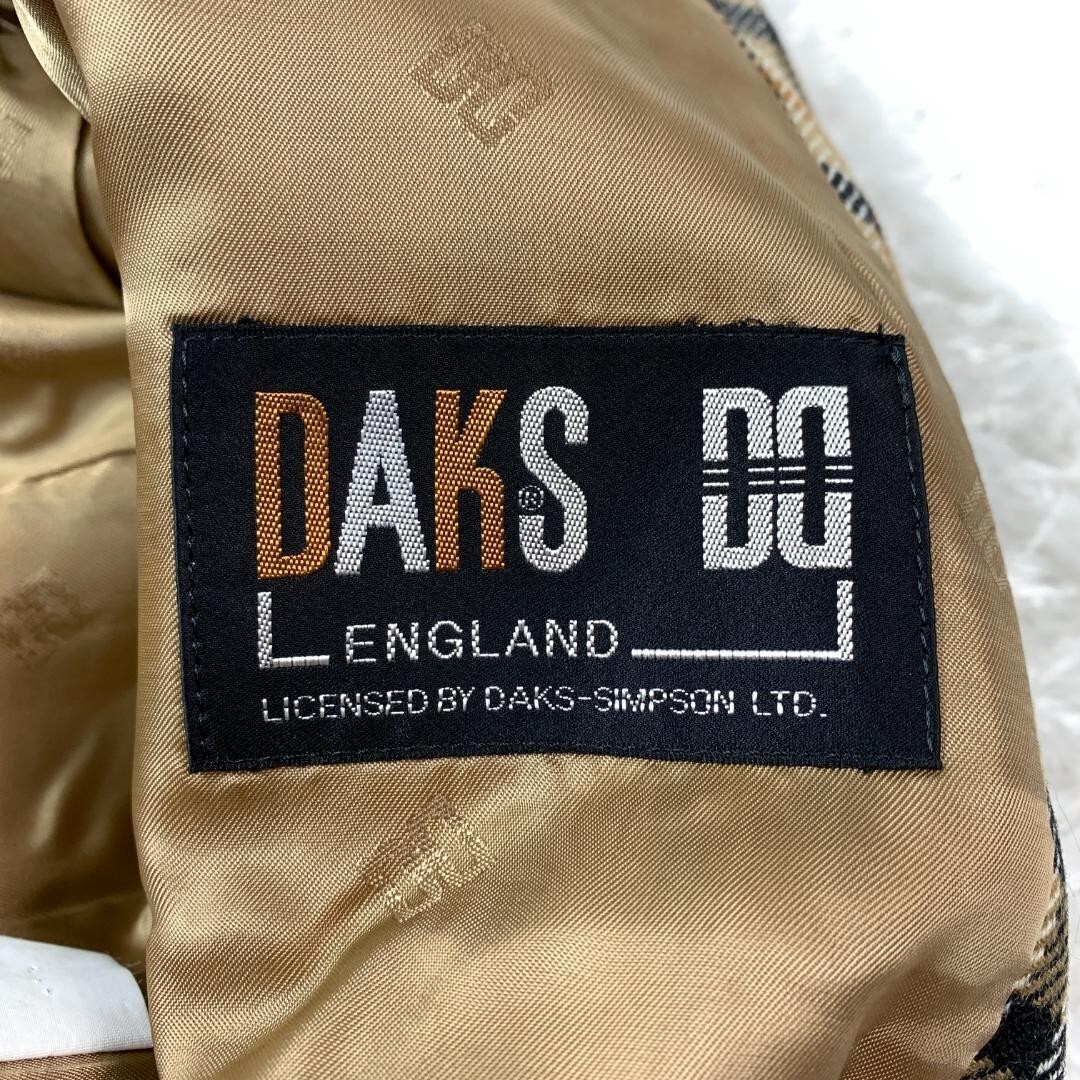 DAKS® DD
ENGLAND
LICENSED BY DAKS-SIMPSON LTD.